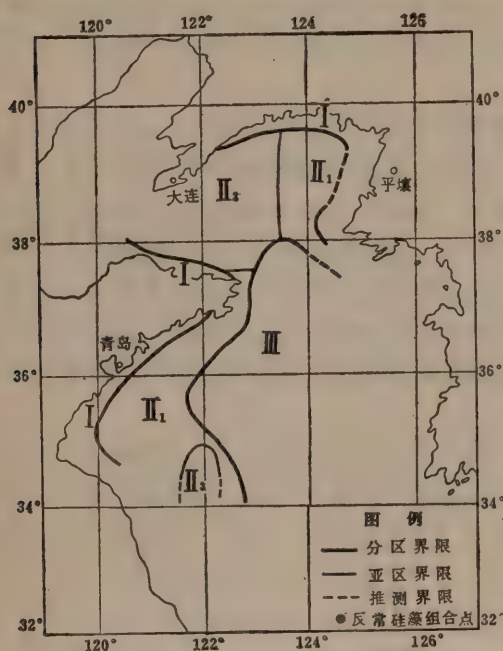 120° 122° 124° 126°
40° 40°
I
II₁
平壤
大连
II₃
38° 38°
I
III
青岛
36° 36°
I
II₁
II₂
34° 34°
图 例
分区界限
亚区界限
推测界限
反常硅藻组合点
32° 32°
120° 122° 124° 126°